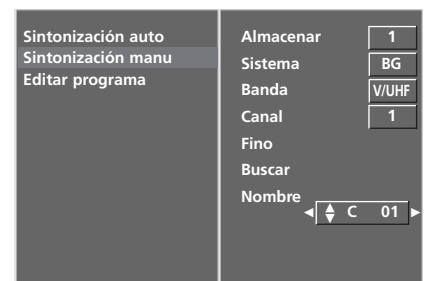 Sintonización auto
Sintonización manu
Editar programa
Almacenar 1
Sistema BG
Banda V/UHF
Canal 1
Fino
Buscar
Nombre
C 01